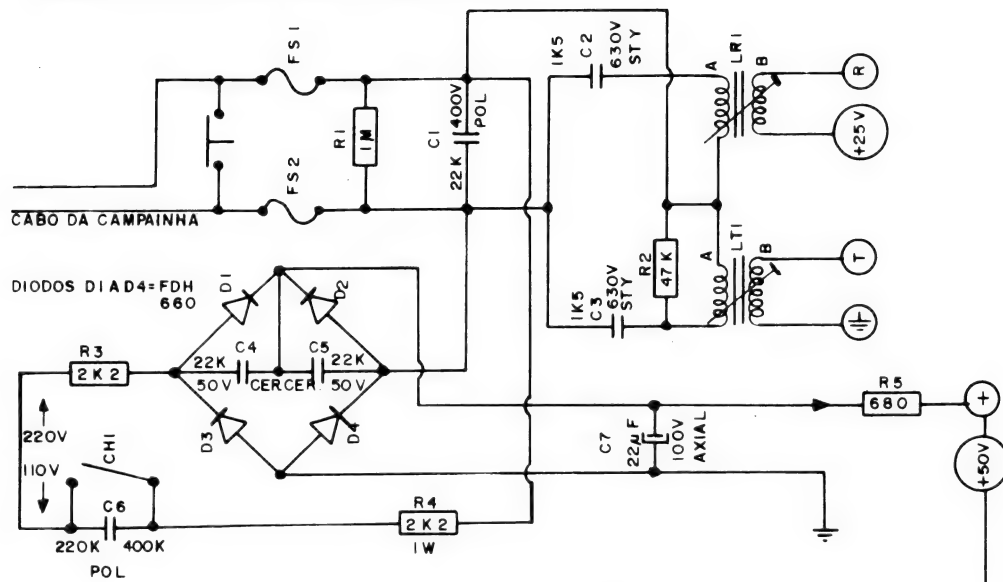 FS1
FS2
R1
1M
C1
22K
400V
POL
1K5
C2
630V
STY
A
LR1
B
R
+25V
CABO DA CAMPAINHA
DIODOS D1 A D4=FDH
660
D1
D2
22K
C4
C5
22K
50V
CER
CER
50V
D3
D4
R3
2K2
220V
110V
CH1
C6
220K
400K
POL
R4
2K2
1W
1K5
C3
630V
STY
R2
47K
A
LT1
B
T
C7
22µF
100V
AXIAL
R5
680
+
+50V